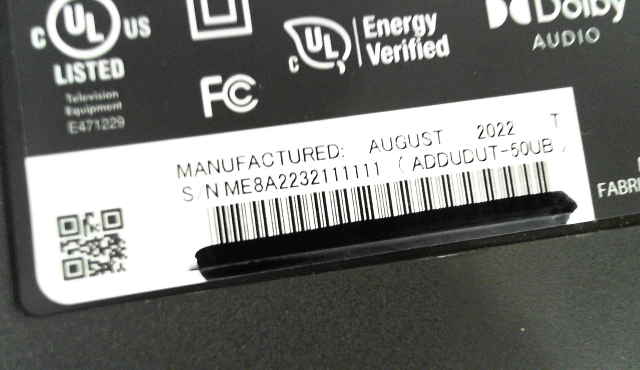 c UL US
LISTED
Television
Equipment
E471229
FC
c UL
Energy
Verified
Dolby
AUDIO
MANUFACTURED: AUGUST 2022 T
S/N ME8A2232111111 (ADDUDUT-50UB)
FABR